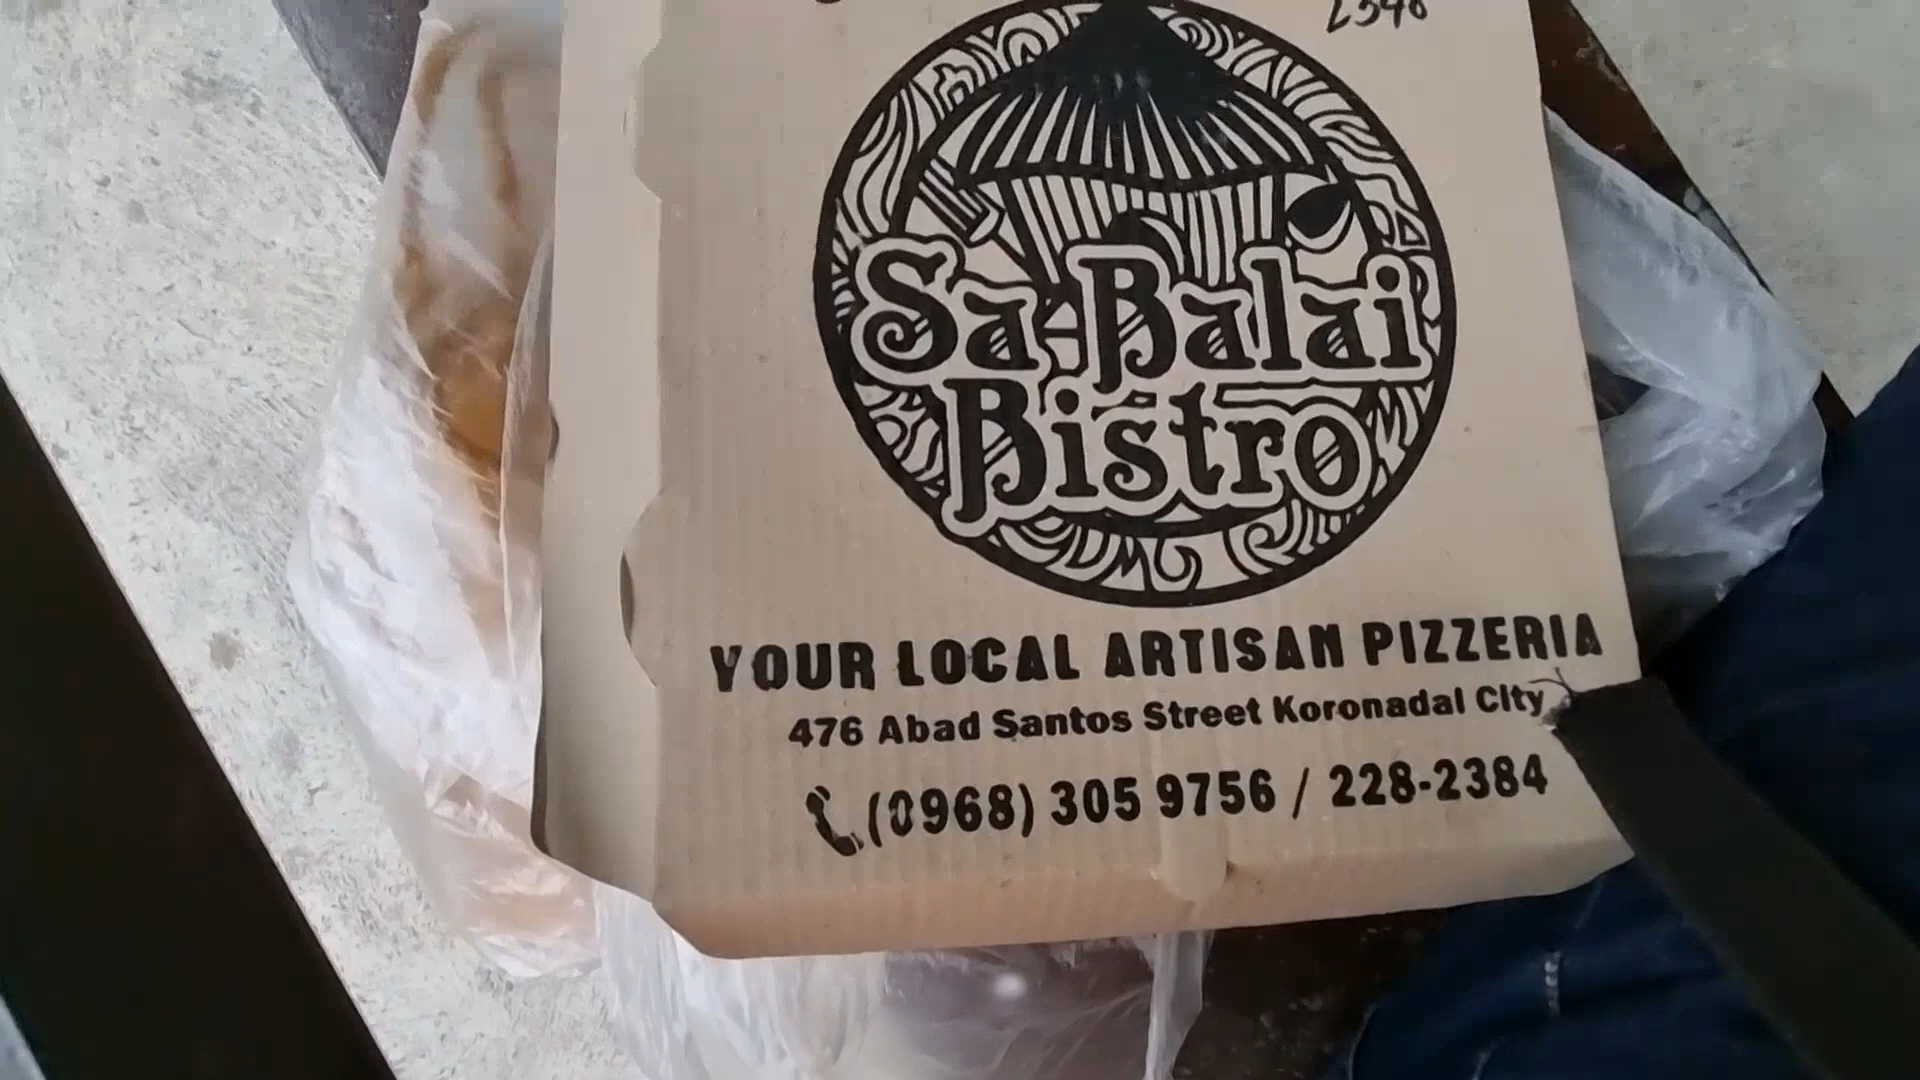 Sa Balai
Bistro
YOUR LOCAL ARTISAN PIZZERIA
476 Abad Santos Street Koronadal City
(0968) 305 9756 / 228-2384